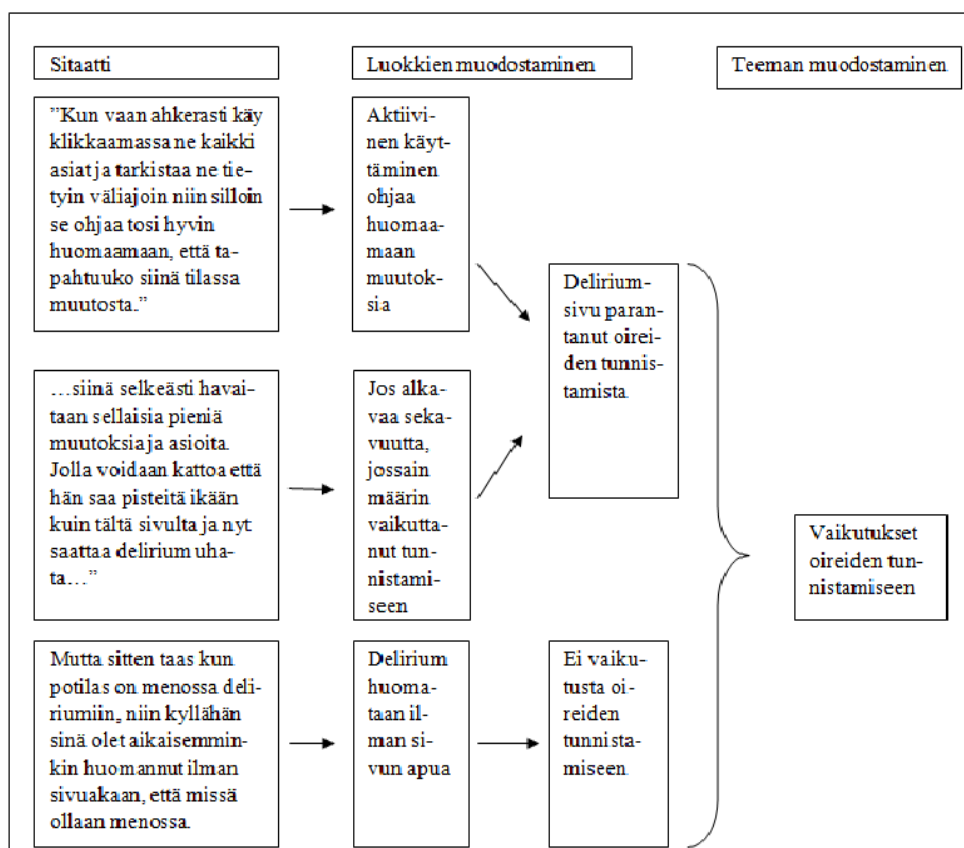 Sitaatti
Luokkien muodostaminen
Teeman muodostaminen
”Kun vaan ahkerasti käy
klikkaamassa ne kaikki
asiat ja tarkistaa ne tie-
tyin väliajoin niin silloin
se ohjaa tosi hyvin
huomaamaan, että ta-
pahtuuko siinä tilassa
muutosta.”
Aktiivi-
nen käyt-
täminen
ohjaa
huomaa-
maan
muutok-
sia
Delirium-
sivu paran-
tanut oirei-
den tunnis-
tamista.
…siinä selkeästi havai-
taan sellaisia pieniä
muutoksia ja asioita.
Jolla voidaan kattoa että
hän saa pisteitä ikään
kuin tältä sivulta ja nyt
saattaa delirium uha-
ta…”
Jos alka-
vaa seka-
vuutta,
jossain
määrin
vaikutta-
nut tun-
nistami-
seen
Vaikutukset
oireiden tun-
nistamiseen
Mutta sitten taas kun
potilas on menossa deli-
riumiin, niin kyllähän
sinä olet aikaisemmin-
kin huomannut ilman
sivuakaan, että missä
ollaan menossa.
Delirium
huoma-
taan il-
man si-
vun apua
Ei vaiku-
tusta oi-
reiden
tunnista-
miseen.